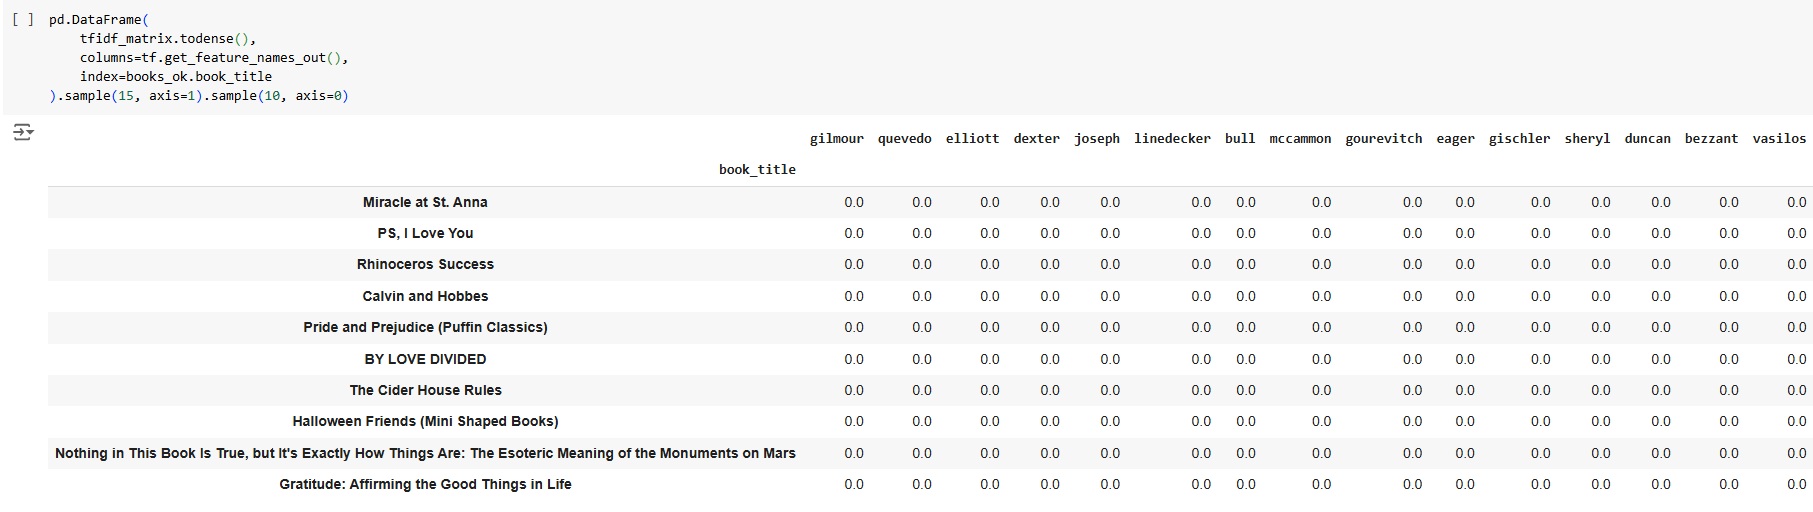 [ ] pd.DataFrame(
tfidf_matrix.todense(),
columns=tf.get_feature_names_out(),
index=books_ok.book_title
).sample(15, axis=1).sample(10, axis=0)
gilmour quevedo elliott dexter joseph linedecker bull mccammon gourevitch eager gischler sheryl duncan bezzant vasilos
book_title
Miracle at St. Anna 0.0 0.0 0.0 0.0 0.0 0.0 0.0 0.0 0.0 0.0 0.0 0.0 0.0 0.0 0.0
PS, I Love You 0.0 0.0 0.0 0.0 0.0 0.0 0.0 0.0 0.0 0.0 0.0 0.0 0.0 0.0 0.0
Rhinoceros Success 0.0 0.0 0.0 0.0 0.0 0.0 0.0 0.0 0.0 0.0 0.0 0.0 0.0 0.0 0.0
Calvin and Hobbes 0.0 0.0 0.0 0.0 0.0 0.0 0.0 0.0 0.0 0.0 0.0 0.0 0.0 0.0 0.0
Pride and Prejudice (Puffin Classics) 0.0 0.0 0.0 0.0 0.0 0.0 0.0 0.0 0.0 0.0 0.0 0.0 0.0 0.0 0.0
BY LOVE DIVIDED 0.0 0.0 0.0 0.0 0.0 0.0 0.0 0.0 0.0 0.0 0.0 0.0 0.0 0.0 0.0
The Cider House Rules 0.0 0.0 0.0 0.0 0.0 0.0 0.0 0.0 0.0 0.0 0.0 0.0 0.0 0.0 0.0
Halloween Friends (Mini Shaped Books) 0.0 0.0 0.0 0.0 0.0 0.0 0.0 0.0 0.0 0.0 0.0 0.0 0.0 0.0 0.0
Nothing in This Book Is True, but It's Exactly How Things Are: The Esoteric Meaning of the Monuments on Mars 0.0 0.0 0.0 0.0 0.0 0.0 0.0 0.0 0.0 0.0 0.0 0.0 0.0 0.0 0.0
Gratitude: Affirming the Good Things in Life 0.0 0.0 0.0 0.0 0.0 0.0 0.0 0.0 0.0 0.0 0.0 0.0 0.0 0.0 0.0